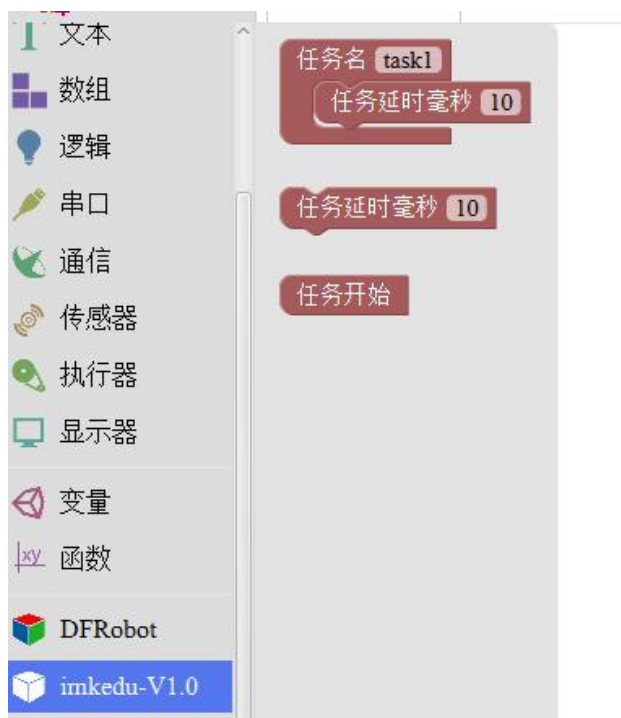 文本
数组
逻辑
串口
通信
传感器
执行器
显示器
变量
xy 函数
DFRobot
imkedu-V1.0
任务名 task1
任务延时毫秒 10
任务延时毫秒 10
任务开始